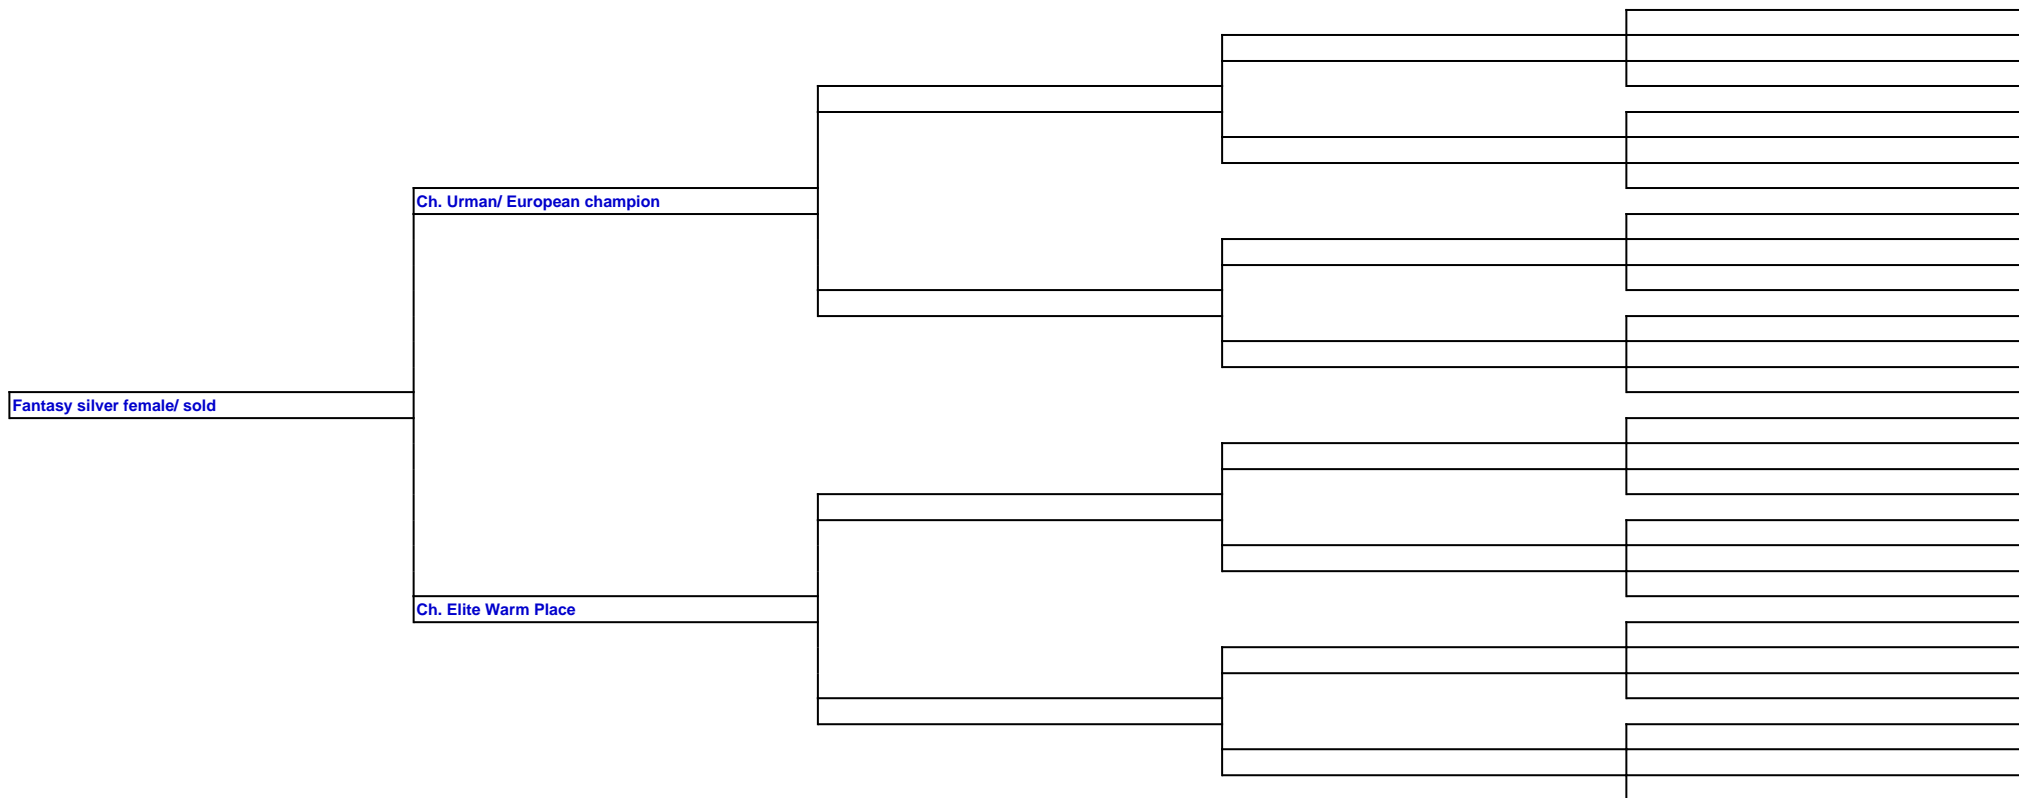 Ch. Urman/ European champion
Fantasy silver female/ sold
Ch. Elite Warm Place